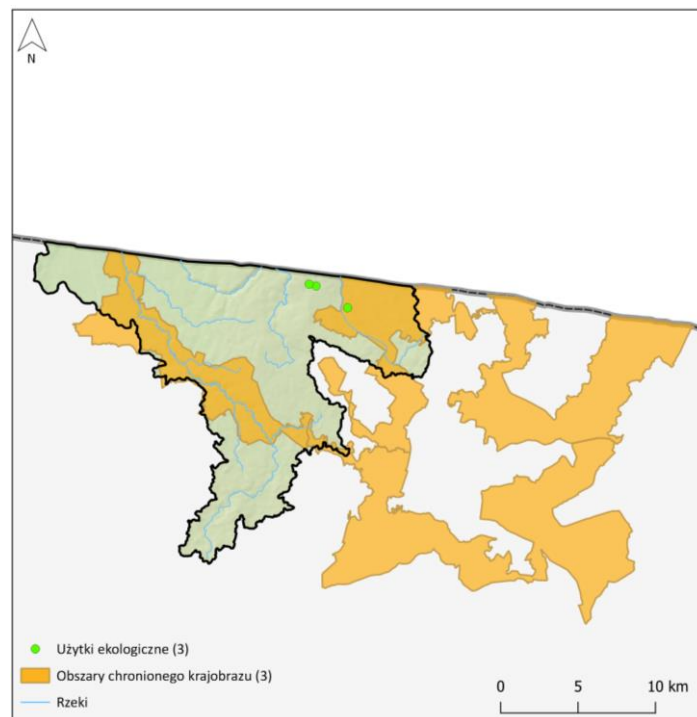 N
Użytki ekologiczne (3)
Obszary chronionego krajobrazu (3)
Rzeki
0 5 10 km